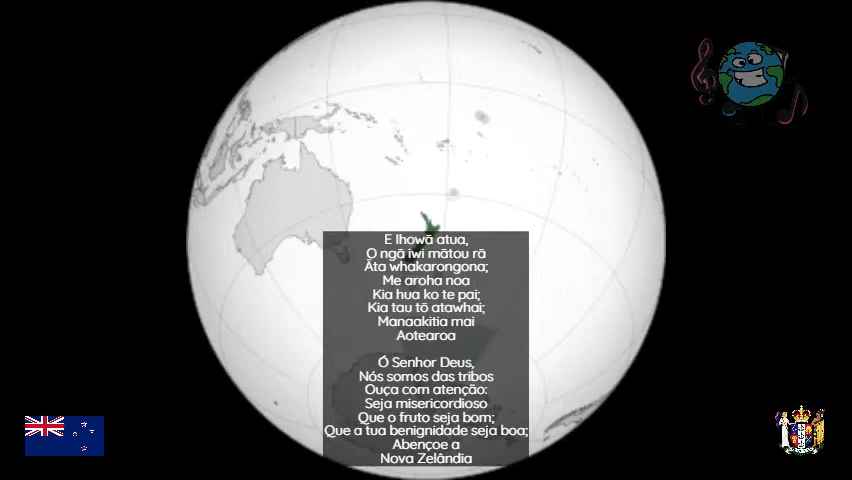 E Ihowā atua,
O ngā iwi mātou rā
Āta whakarongona;
Me aroha noa
Kia hua ko te pai;
Kia tau tō atawhai;
Manaakitia mai
Aotearoa
Ó Senhor Deus,
Nós somos das tribos
Ouça com atenção:
Seja misericordioso
Que o fruto seja bom;
Que a tua benignidade seja boa;
Abençoe a
Nova Zelândia